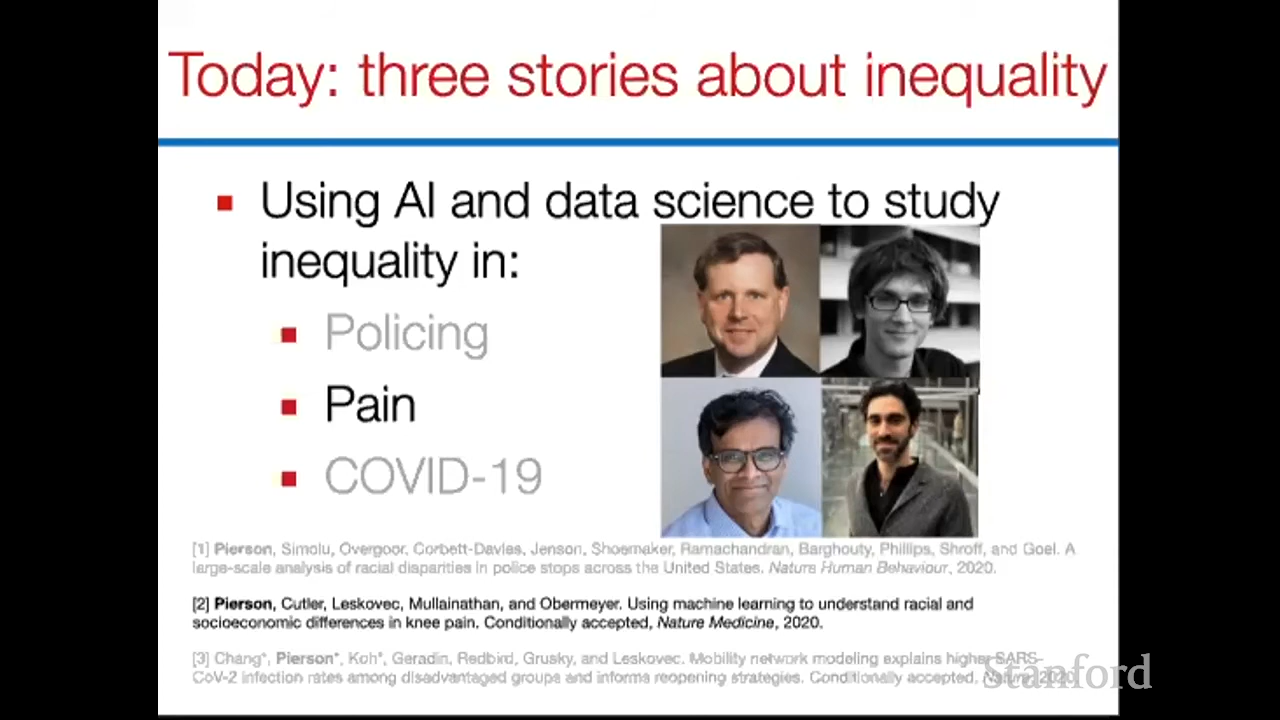 Today: three stories about inequality
Using AI and data science to study
inequality in:
Policing
Pain
COVID-19
[1] Pierson, Simoiu, Overgoor, Corbett-Davies, Jenson, Shoemaker, Ramachandran, Barghouty, Phillips, Shroff, and Goel. A
large-scale analysis of racial disparities in police stops across the United States. Nature Human Behaviour, 2020.
[2] Pierson, Cutler, Leskovec, Mullainathan, and Obermeyer. Using machine learning to understand racial and
socioeconomic differences in knee pain. Conditionally accepted, Nature Medicine, 2020.
[3] Chang*, Pierson*, Koh*, Geradin, Redbird, Grusky, and Leskovec. Mobility network modeling explains higher SARS-
CoV-2 infection rates among disadvantaged groups and informs reopening strategies. Conditionally accepted, Nature, 2020.
Stanford